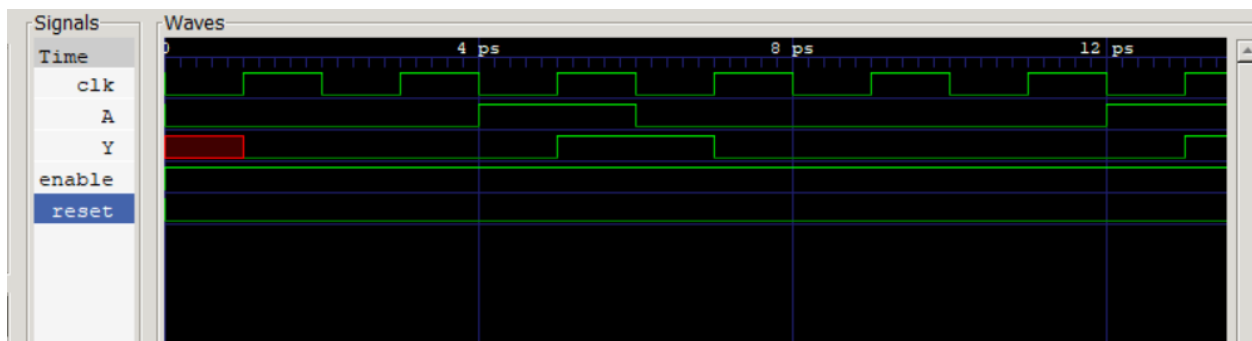 Signals Waves
Time 0 4 ps 8 ps 12 ps
clk
A
Y
enable
reset